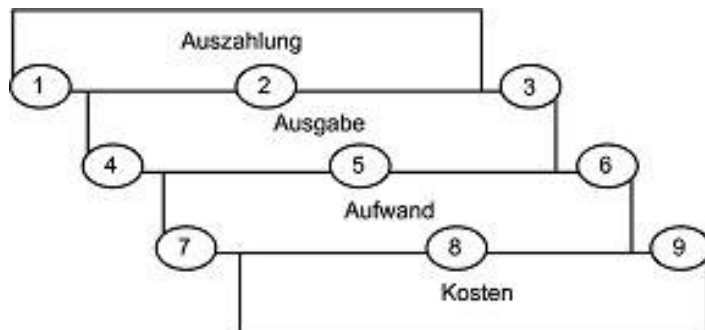 Auszahlung
1 2 3
Ausgabe
4 5 6
Aufwand
7 8 9
Kosten